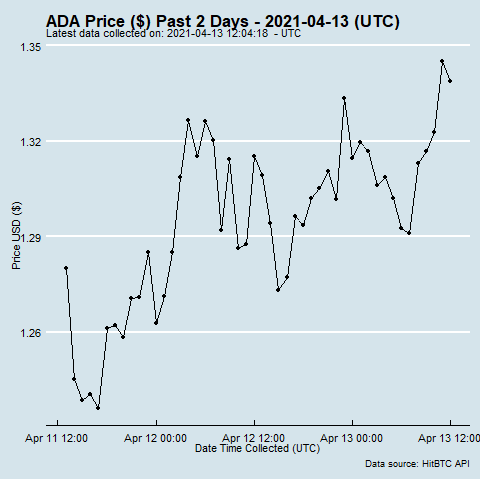 ADA Price ($) Past 2 Days - 2021-04-13 (UTC)
Latest data collected on: 2021-04-13 12:04:18 - UTC
1.35
1.32
1.29
1.26
Price USD ($)
Apr 11 12:00 Apr 12 00:00 Apr 12 12:00 Apr 13 00:00 Apr 13 12:00
Date Time Collected (UTC)
Data source: HitBTC API